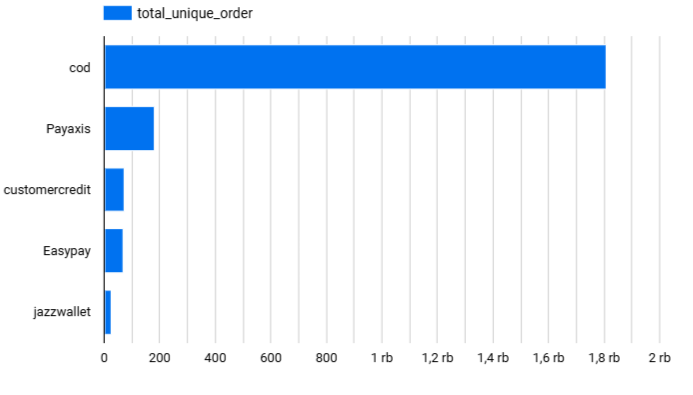 total_unique_order
cod
Payaxis
customercredit
Easypay
jazzwallet
0 200 400 600 800 1 rb 1,2 rb 1,4 rb 1,6 rb 1,8 rb 2 rb